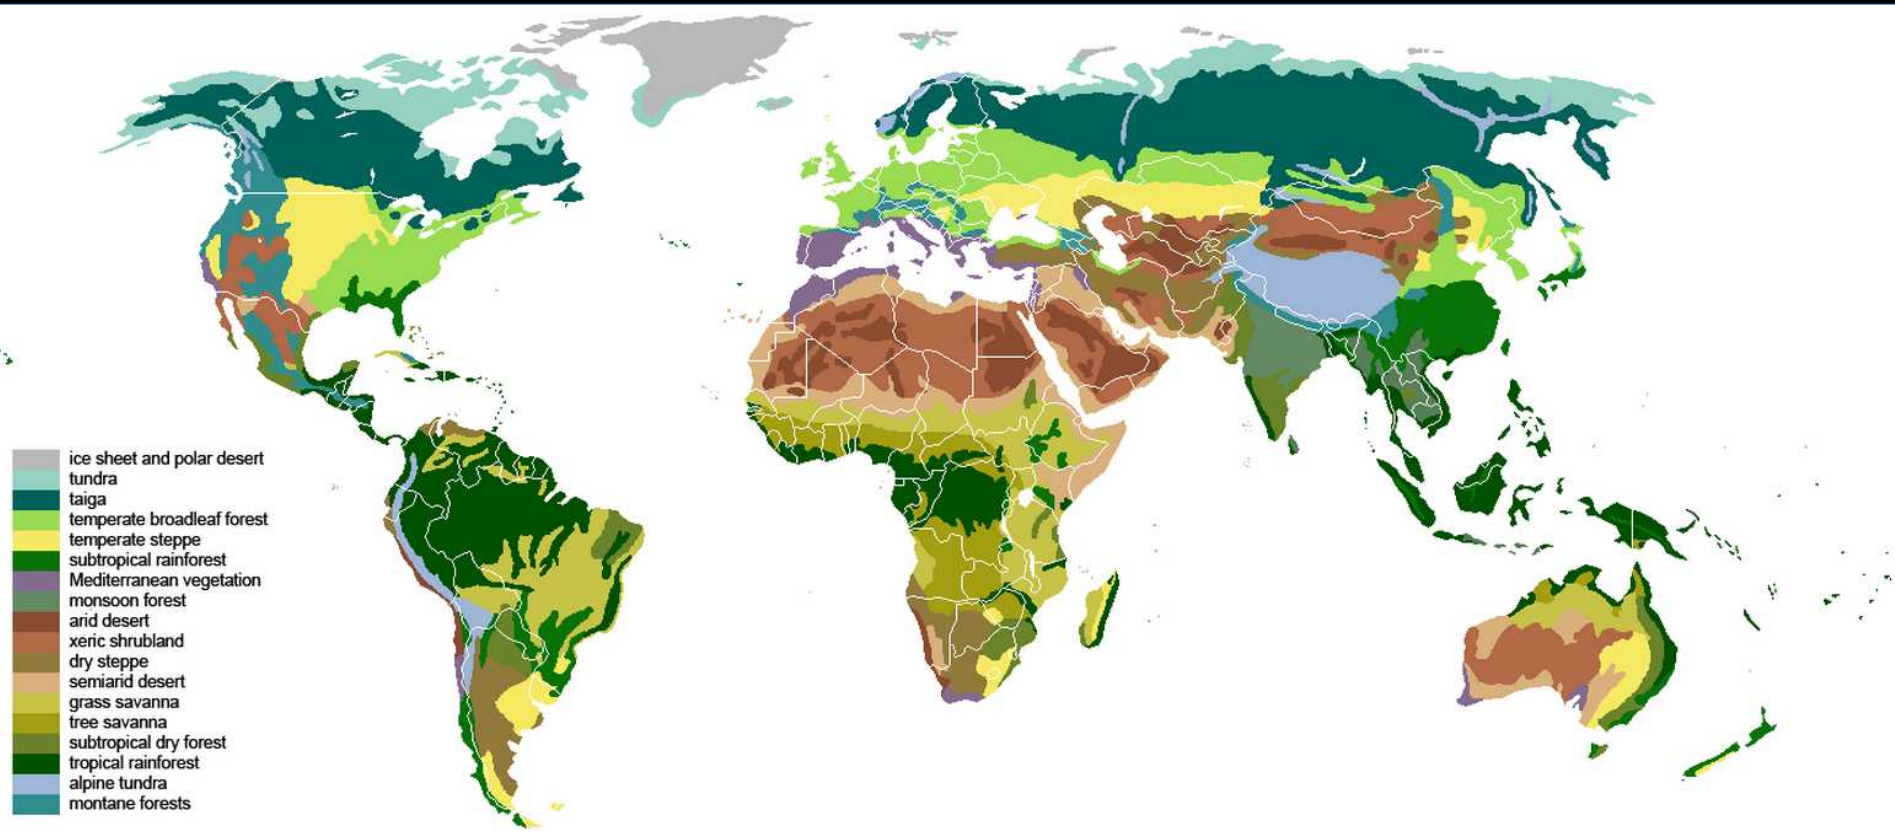 ice sheet and polar desert
tundra
taiga
temperate broadleaf forest
temperate steppe
subtropical rainforest
Mediterranean vegetation
monsoon forest
arid desert
xeric shrubland
dry steppe
semiarid desert
grass savanna
tree savanna
subtropical dry forest
tropical rainforest
alpine tundra
montane forests